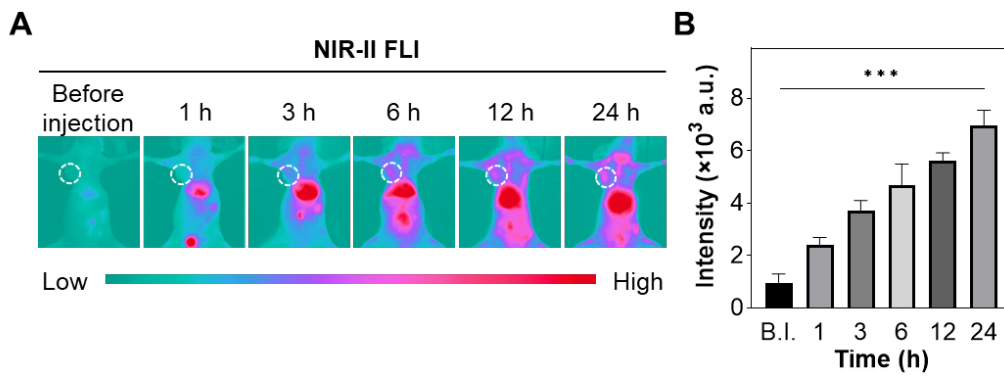 A
NIR-II FLI
Before
injection
1 h
3 h
6 h
12 h
24 h
Low
High
B
***
8
6
4
2
0
Intensity (×10³ a.u.)
B.I.
1
3
6
12
24
Time (h)